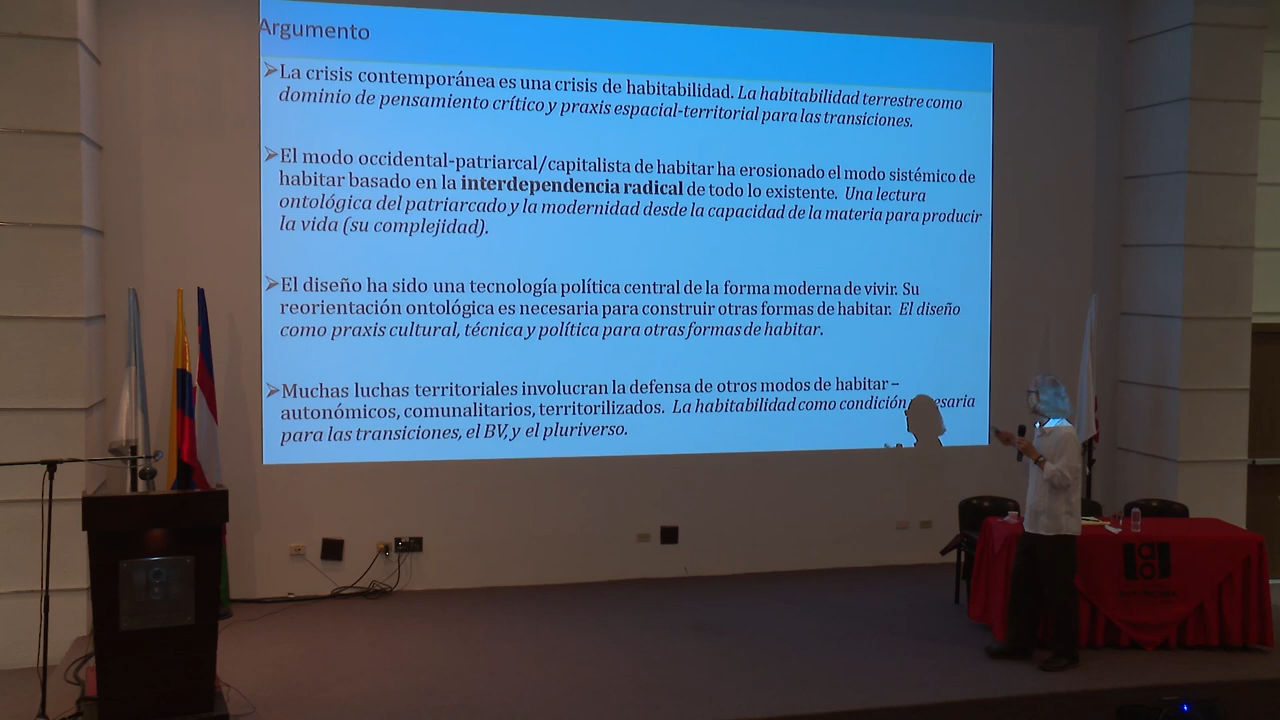 Argumento
➢La crisis contemporánea es una crisis de habitabilidad. La habitabilidad terrestre como
dominio de pensamiento crítico y praxis espacial-territorial para las transiciones.
➢El modo occidental-patriarcal/capitalista de habitar ha erosionado el modo sistémico de
habitar basado en la interdependencia radical de todo lo existente. Una lectura
ontológica del patriarcado y la modernidad desde la capacidad de la materia para producir
la vida (su complejidad).
➢El diseño ha sido una tecnología política central de la forma moderna de vivir. Su
reorientación ontológica es necesaria para construir otras formas de habitar. El diseño
como praxis cultural, técnica y política para otras formas de habitar.
➢Muchas luchas territoriales involucran la defensa de otros modos de habitar –
autonómicos, comunalitarios, territorilizados. La habitabilidad como condición esaria
para las transiciones, el BV, y el pluriverso.